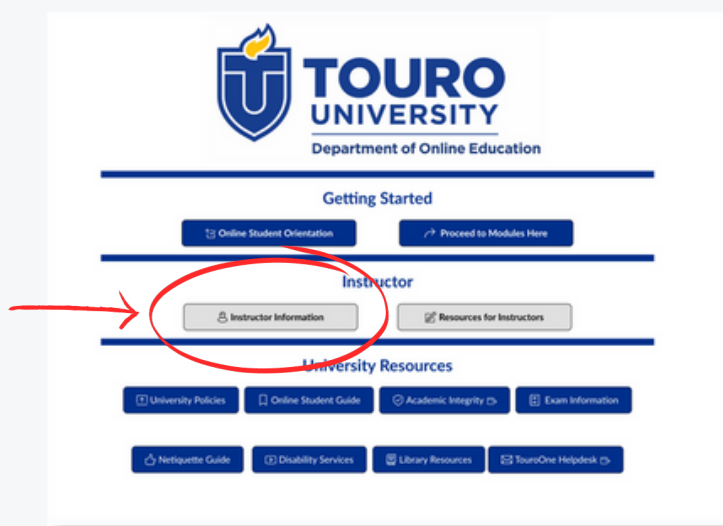 TOURO
UNIVERSITY
Department of Online Education
Getting Started
Online Student Orientation
Proceed to Modules Here
Instructor
Instructor Information
Resources for Instructors
University Resources
University Policies
Online Student Guide
Academic Integrity
Exam Information
Netiquette Guide
Disability Services
Library Resources
TouroOne Helpdesk